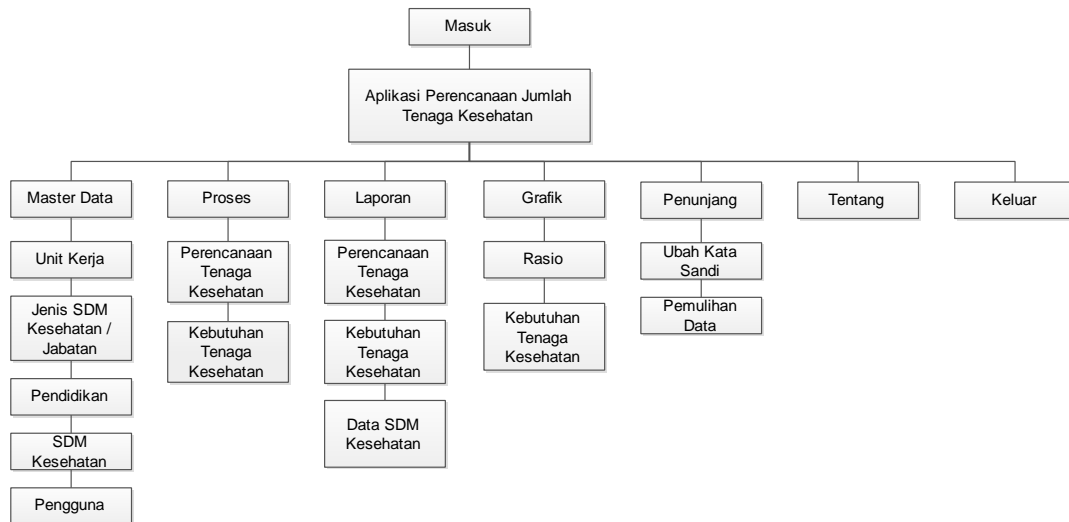 Masuk
Aplikasi Perencanaan Jumlah
Tenaga Kesehatan
Master Data
Proses
Laporan
Grafik
Penunjang
Tentang
Keluar
Unit Kerja
Jenis SDM
Kesehatan /
Jabatan
Pendidikan
SDM
Kesehatan
Pengguna
Perencanaan
Tenaga
Kesehatan
Kebutuhan
Tenaga
Kesehatan
Perencanaan
Tenaga
Kesehatan
Kebutuhan
Tenaga
Kesehatan
Data SDM
Kesehatan
Rasio
Kebutuhan
Tenaga
Kesehatan
Ubah Kata
Sandi
Pemulihan
Data